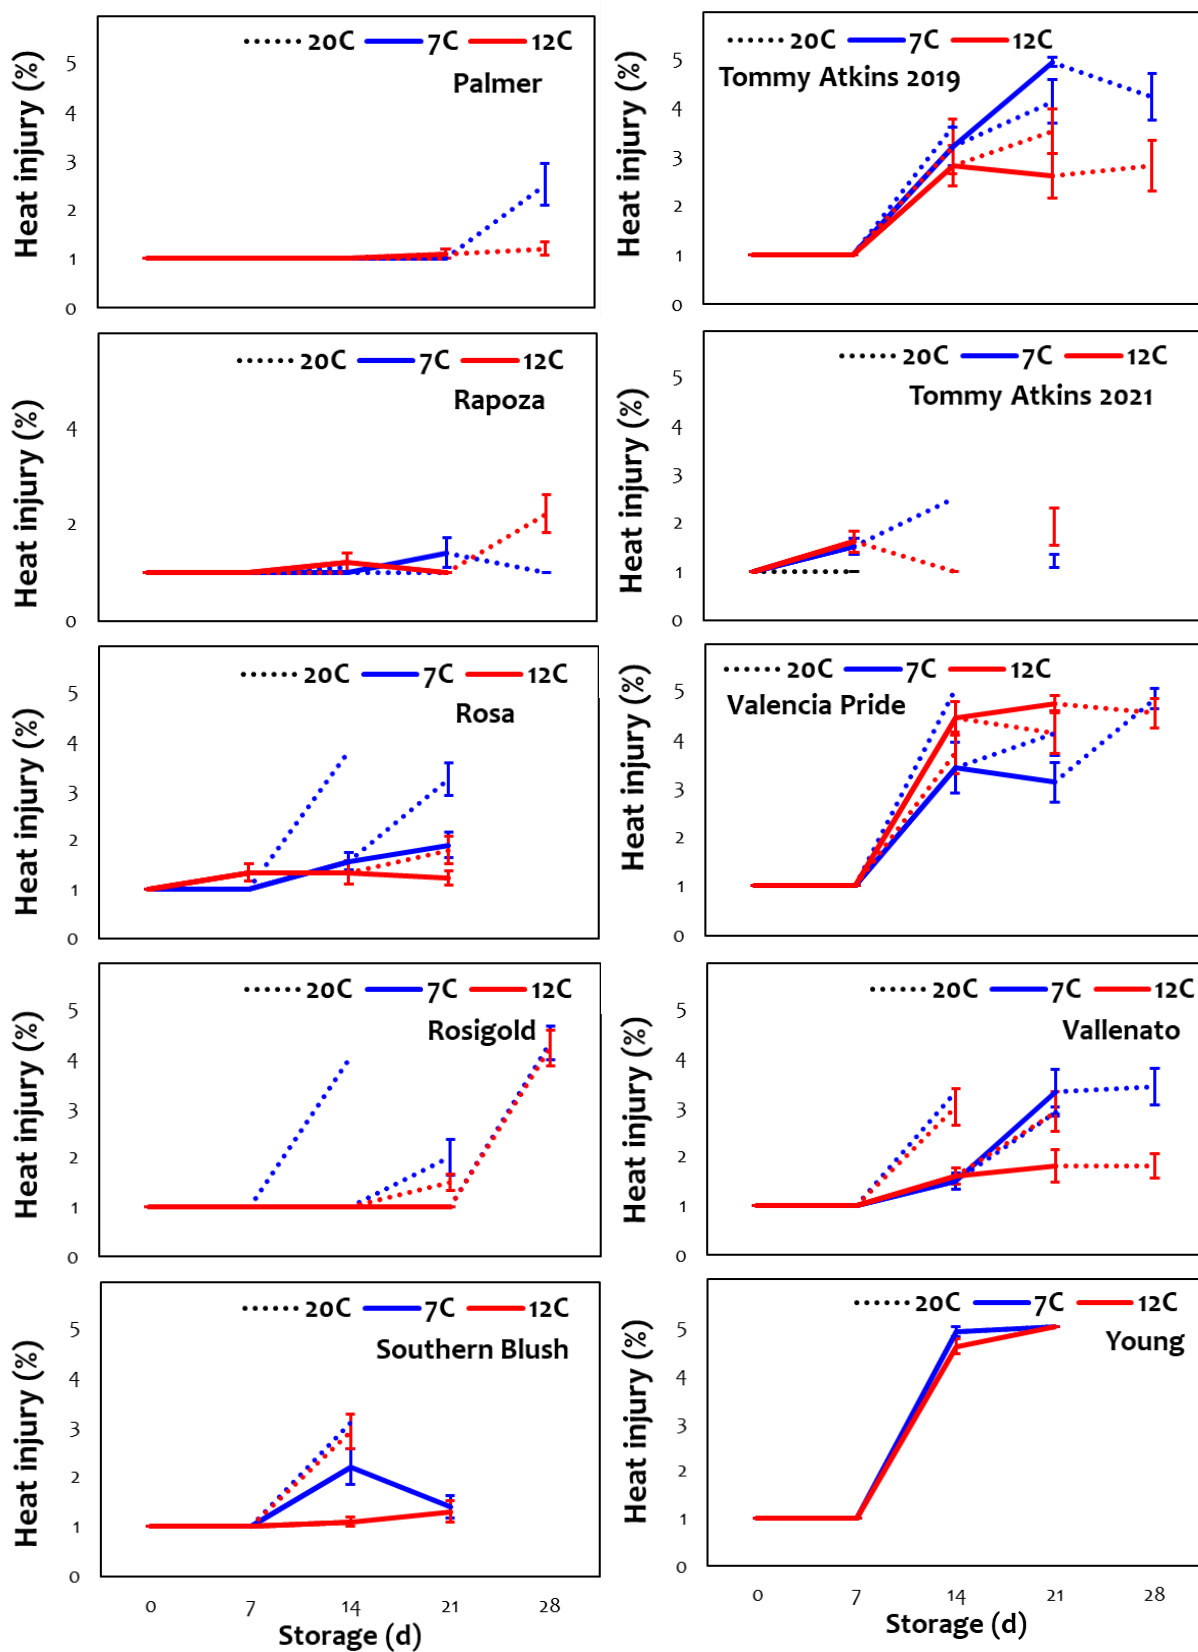 20C 7C 12C
Palmer
Heat injury (%)
5
4
3
2
1
0
20C 7C 12C
Tommy Atkins 2019
Heat injury (%)
5
4
3
2
1
0
20C 7C 12C
Rapoza
Heat injury (%)
4
2
0
20C 7C 12C
Tommy Atkins 2021
Heat injury (%)
5
4
3
2
1
0
20C 7C 12C
Rosa
Heat injury (%)
5
4
3
2
1
0
20C 7C 12C
Valencia Pride
Heat injury (%)
5
4
3
2
1
0
20C 7C 12C
Rosigold
Heat injury (%)
5
4
3
2
1
0
20C 7C 12C
Vallenato
Heat injury (%)
5
4
3
2
1
0
20C 7C 12C
Southern Blush
Heat injury (%)
5
4
3
2
1
0
0 7 14 21 28
Storage (d)
20C 7C 12C
Young
Heat injury (%)
5
4
3
2
1
0
0 7 14 21 28
Storage (d)